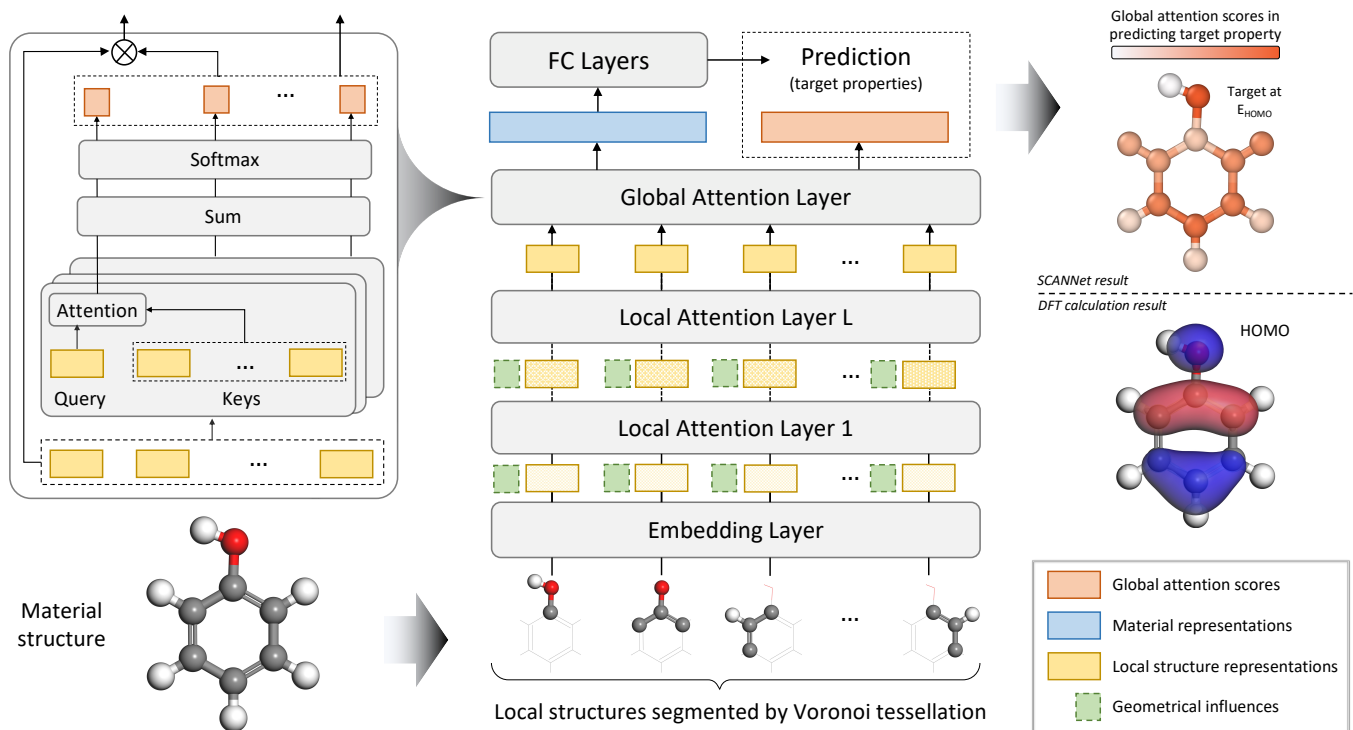 Softmax
Sum
Attention
...
Query
Keys
...
...
Material
structure
FC Layers
Prediction
(target properties)
Global Attention Layer
...
Local Attention Layer L
...
Local Attention Layer 1
...
Embedding Layer
...
Local structures segmented by Voronoi tessellation
Global attention scores in
predicting target property
Target at
E_HOMO
SCANNet result
DFT calculation result
HOMO
Global attention scores
Material representations
Local structure representations
Geometrical influences